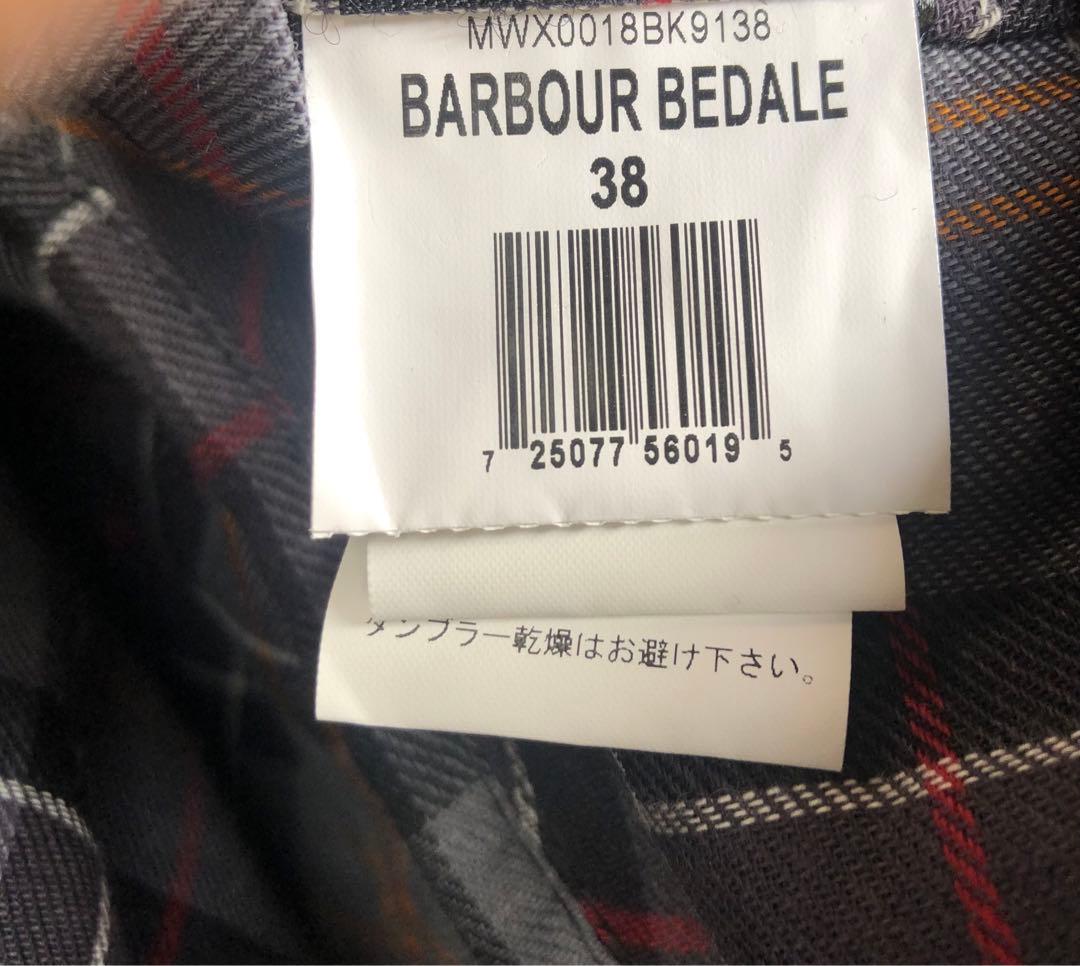 MWX0018BK9138
BARBOUR BEDALE
38
7 25077 56019 5
タンブラー乾燥はお避け下さい。